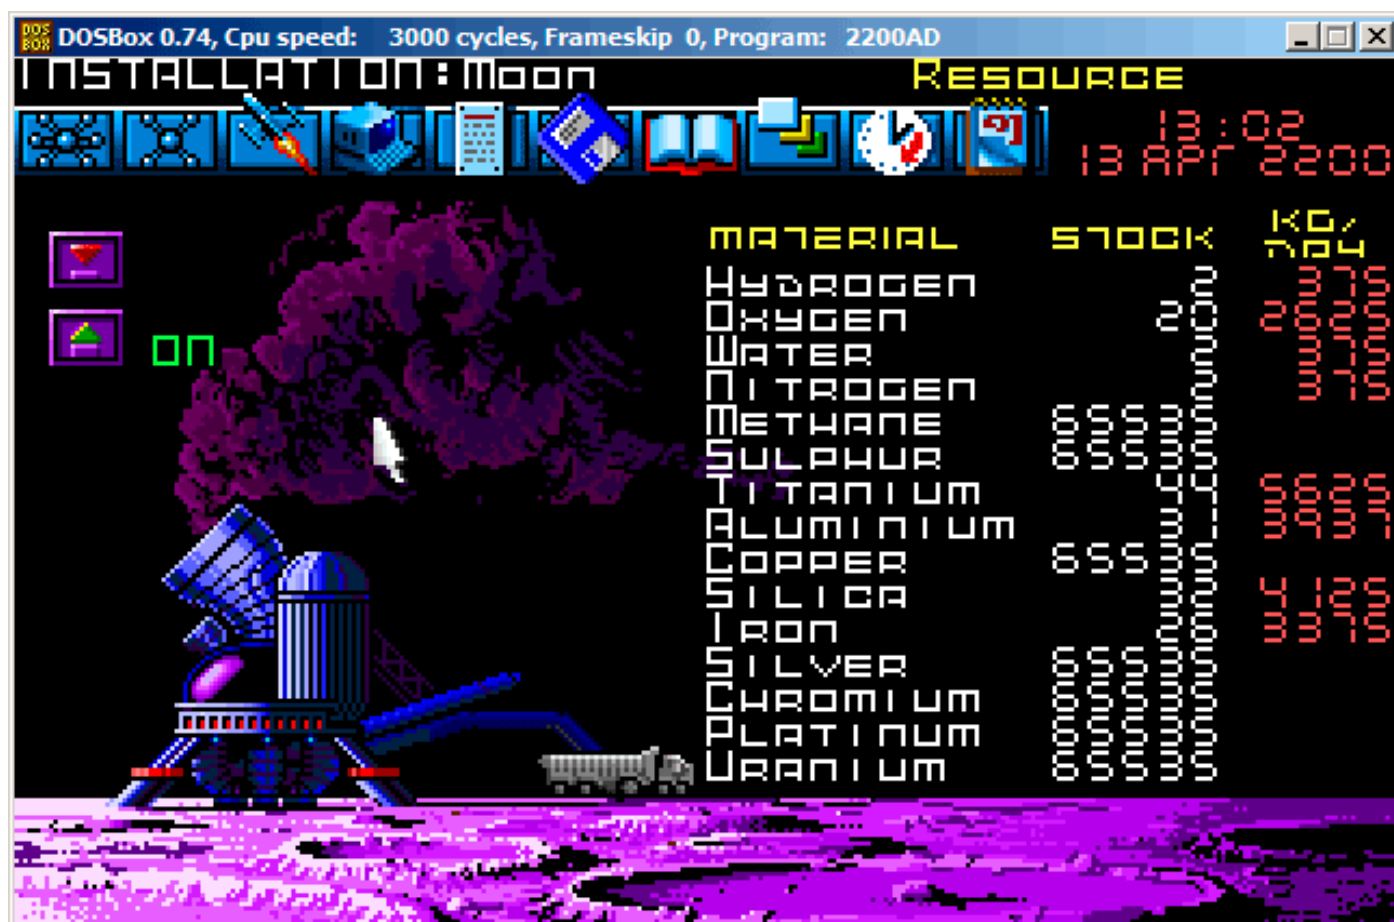 DOSBox 0.74, Cpu speed: 3000 cycles, Frameskip 0, Program: 2200AD
INSTALLATION:Moon RESOURCE
13:02
13 APr 2200
MATERIAL STOCK KG/DAY
HYDROGEN 2 375
OXYGEN 20 2625
WATER 2 375
NITROGEN 2 375
METHANE 65535
SULPHUR 65535
TITANIUM 44 5625
ALUMINIUM 31 3937
COPPER 65535
SILICA 32 4125
IRON 26 3375
SILVER 65535
CHROMIUM 65535
PLATINUM 65535
URANIUM 65535
ON